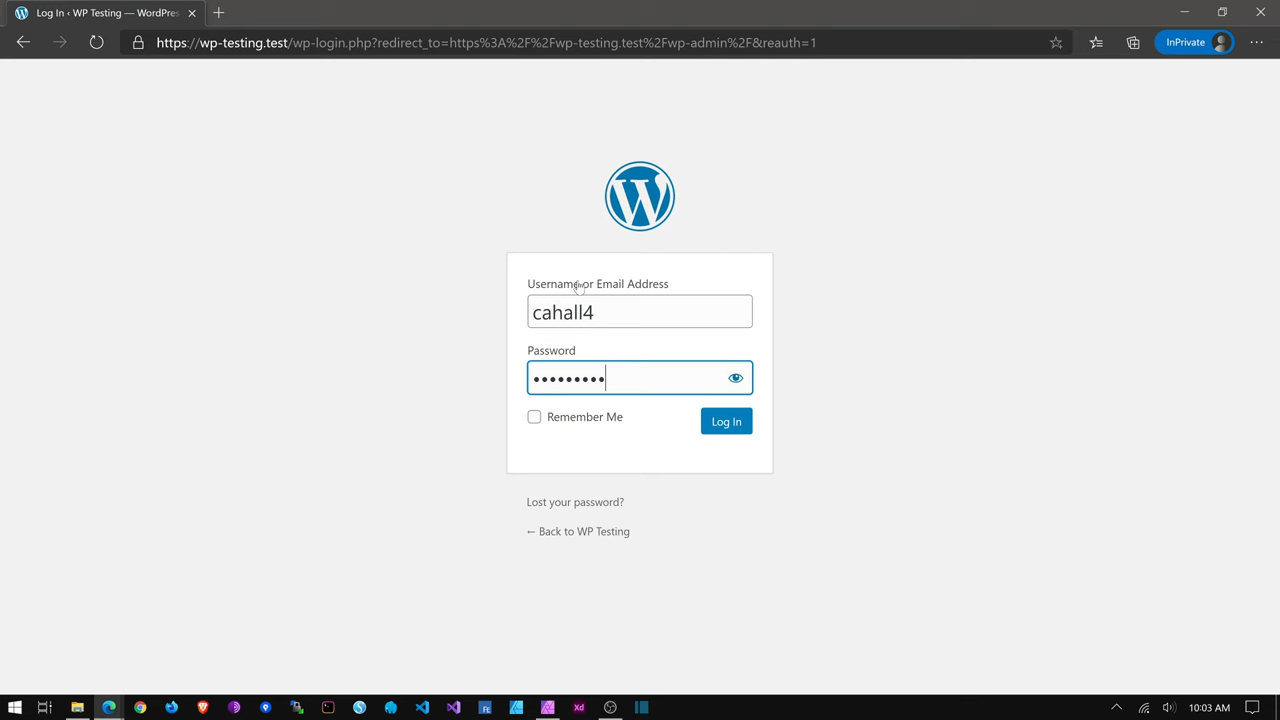 Log In ‹ WP Testing — WordPres
https://wp-testing.test/wp-login.php?redirect_to=https%3A%2F%2Fwp-testing.test%2Fwp-admin%2F&reauth=1
InPrivate
Username or Email Address
cahall4
Password
•••••••••
Remember Me
Log In
Lost your password?
← Back to WP Testing
10:03 AM